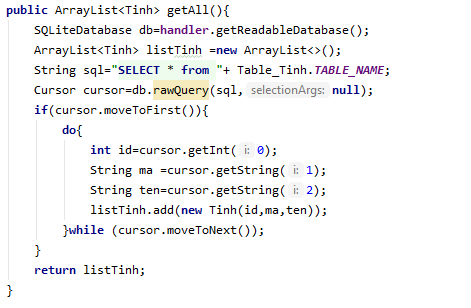 public ArrayList<Tinh> getAll(){
SQLiteDatabase db=handler.getReadableDatabase();
ArrayList<Tinh> listTinh =new ArrayList<>();
String sql="SELECT * from "+ Table_Tinh.TABLE_NAME;
Cursor cursor=db.rawQuery(sql, selectionArgs: null);
if(cursor.moveToFirst()){
do{
int id=cursor.getInt( i: 0);
String ma =cursor.getString( i: 1);
String ten=cursor.getString( i: 2);
listTinh.add(new Tinh(id,ma,ten));
}while (cursor.moveToNext());
}
return listTinh;
}